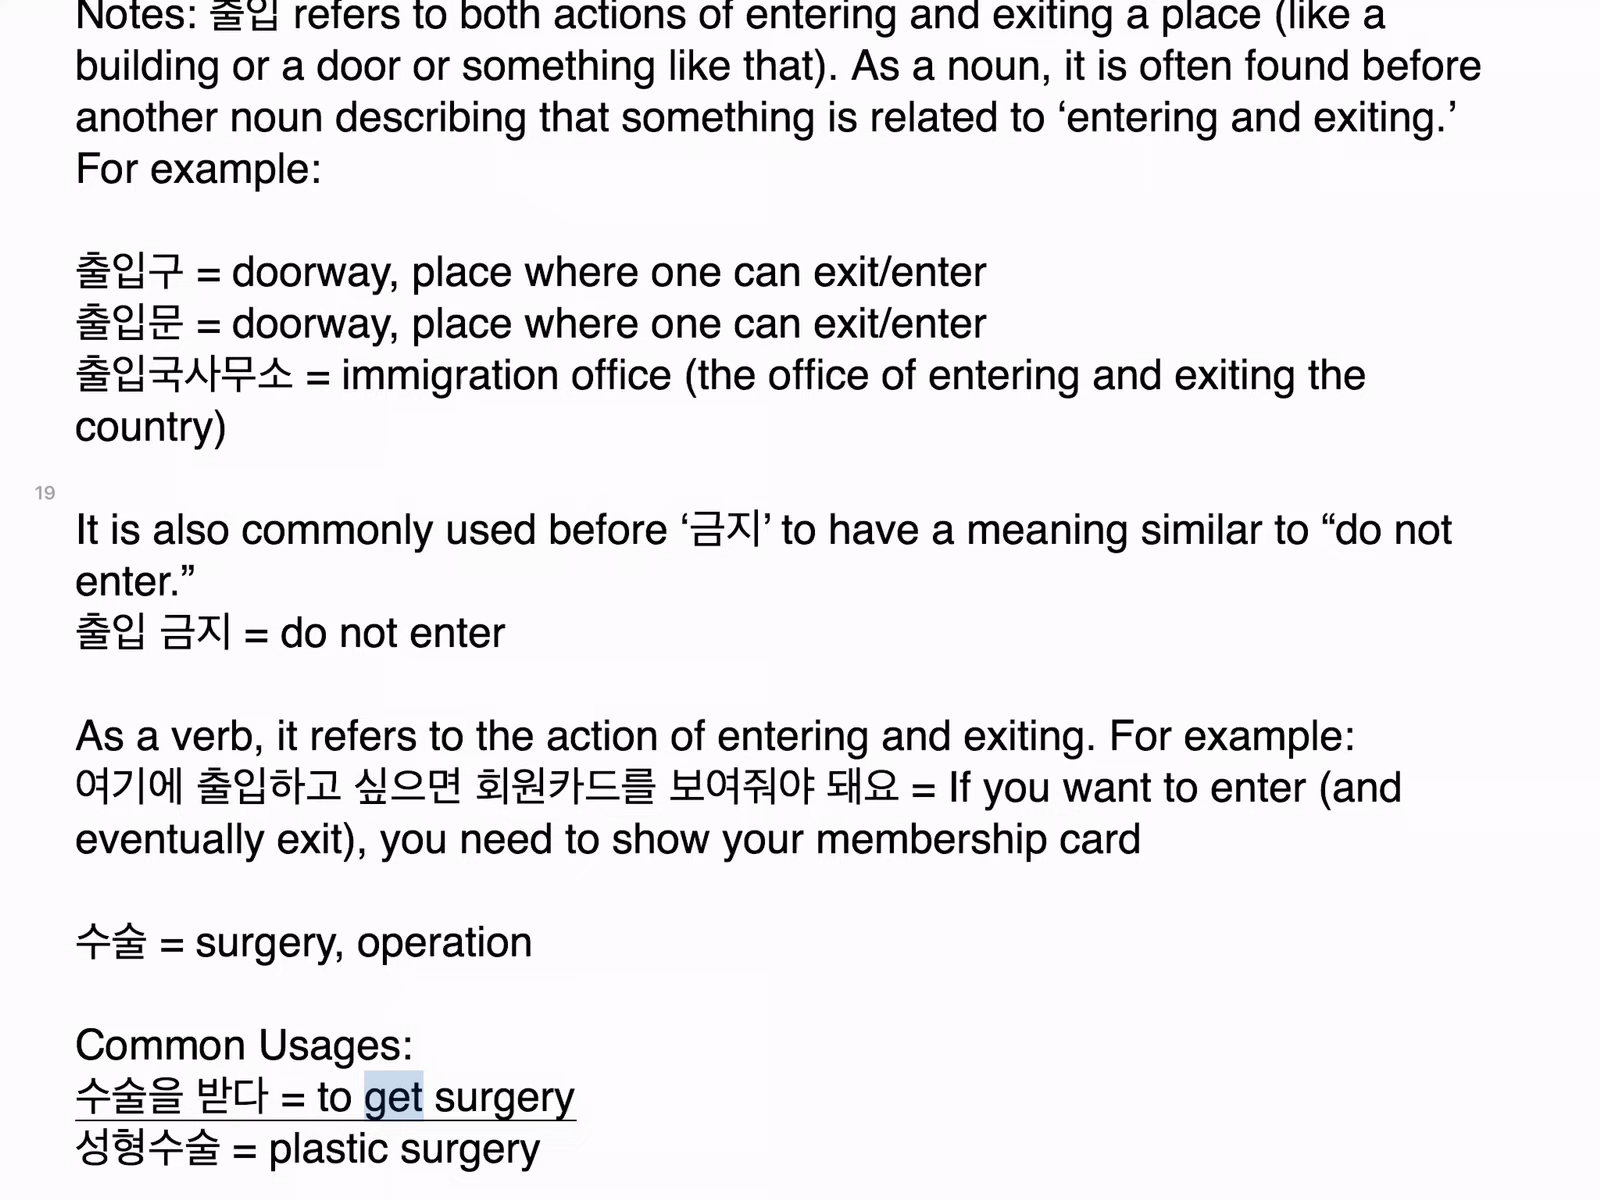 Notes: 출입 refers to both actions of entering and exiting a place (like a
building or a door or something like that). As a noun, it is often found before
another noun describing that something is related to ‘entering and exiting.’
For example:
출입구 = doorway, place where one can exit/enter
출입문 = doorway, place where one can exit/enter
출입국사무소 = immigration office (the office of entering and exiting the
country)
19
It is also commonly used before ‘금지’ to have a meaning similar to “do not
enter.”
출입 금지 = do not enter
As a verb, it refers to the action of entering and exiting. For example:
여기에 출입하고 싶으면 회원카드를 보여줘야 돼요 = If you want to enter (and
eventually exit), you need to show your membership card
수술 = surgery, operation
Common Usages:
수술을 받다 = to get surgery
성형수술 = plastic surgery